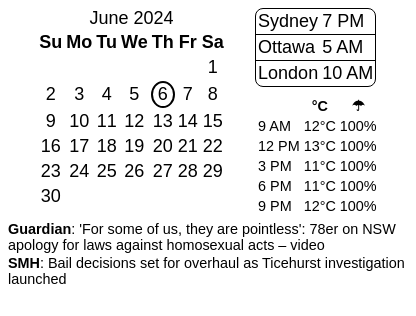 June 2024
Su Mo Tu We Th Fr Sa
1
2 3 4 5 6 7 8
9 10 11 12 13 14 15
16 17 18 19 20 21 22
23 24 25 26 27 28 29
30
Sydney 7 PM
Ottawa 5 AM
London 10 AM
°C ☂
9 AM 12°C 100%
12 PM 13°C 100%
3 PM 11°C 100%
6 PM 11°C 100%
9 PM 12°C 100%
Guardian: 'For some of us, they are pointless': 78er on NSW
apology for laws against homosexual acts – video
SMH: Bail decisions set for overhaul as Ticehurst investigation
launched